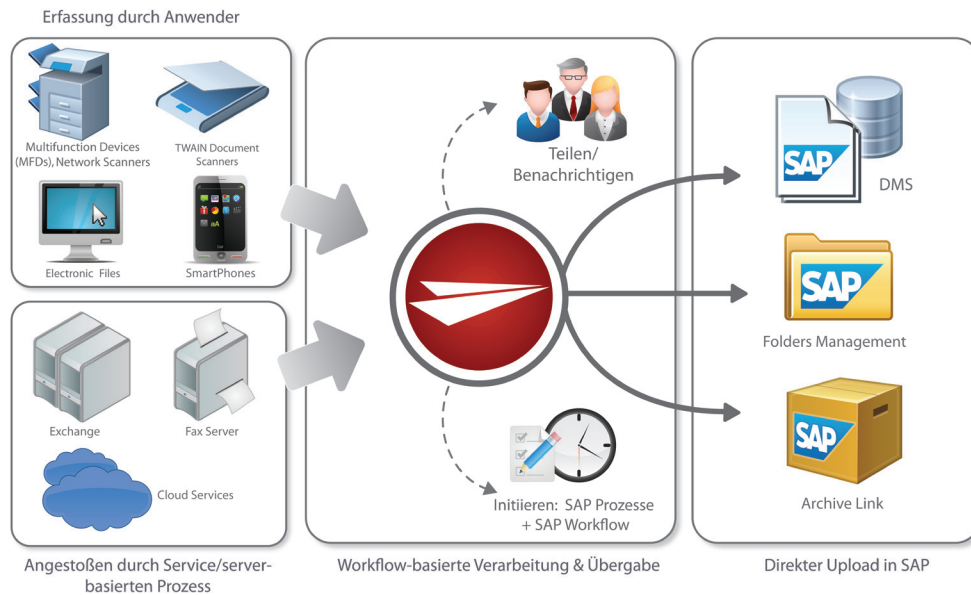 Erfassung durch Anwender
Multifunction Devices
(MFDs), Network Scanners
TWAIN Document
Scanners
Electronic Files
SmartPhones
Exchange
Fax Server
Cloud Services
Angestoßen durch Service/server-
basierten Prozess
Teilen/
Benachrichtigen
Initiieren: SAP Prozesse
+ SAP Workflow
Workflow-basierte Verarbeitung & Übergabe
SAP
DMS
SAP
Folders Management
SAP
Archive Link
Direkter Upload in SAP